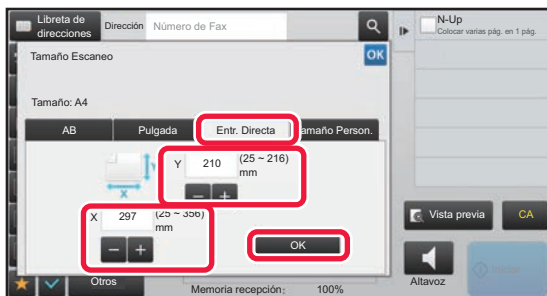 Libreta de
direcciones
Dirección
Número de Fax
N-Up
Colocar varias pág. en 1 pág.
Tamaño Escaneo
OK
Tamaño: A4
AB
Pulgada
Entr. Directa
Tamaño Person.
Y
Y
210
(25 ~ 216)
mm
X
X
297
(25 ~ 356)
mm
OK
Vista previa
CA
Otros
Memoria recepción:
100%
Altavoz